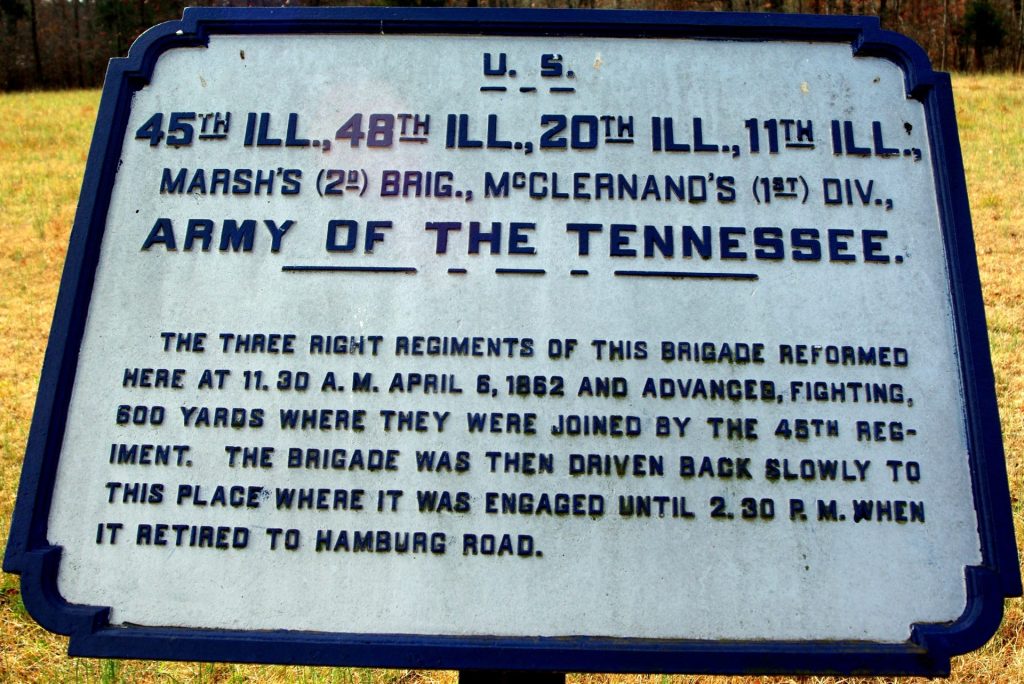 U. S.
45TH ILL., 48TH ILL., 20TH ILL., 11TH ILL.,
MARSH'S (2D) BRIG., McCLERNAND'S (1ST) DIV.,
ARMY OF THE TENNESSEE.
THE THREE RIGHT REGIMENTS OF THIS BRIGADE REFORMED
HERE AT 11.30 A.M. APRIL 6, 1862 AND ADVANCED, FIGHTING,
600 YARDS WHERE THEY WERE JOINED BY THE 45TH REG-
IMENT. THE BRIGADE WAS THEN DRIVEN BACK SLOWLY TO
THIS PLACE WHERE IT WAS ENGAGED UNTIL 2.30 P.M. WHEN
IT RETIRED TO HAMBURG ROAD.